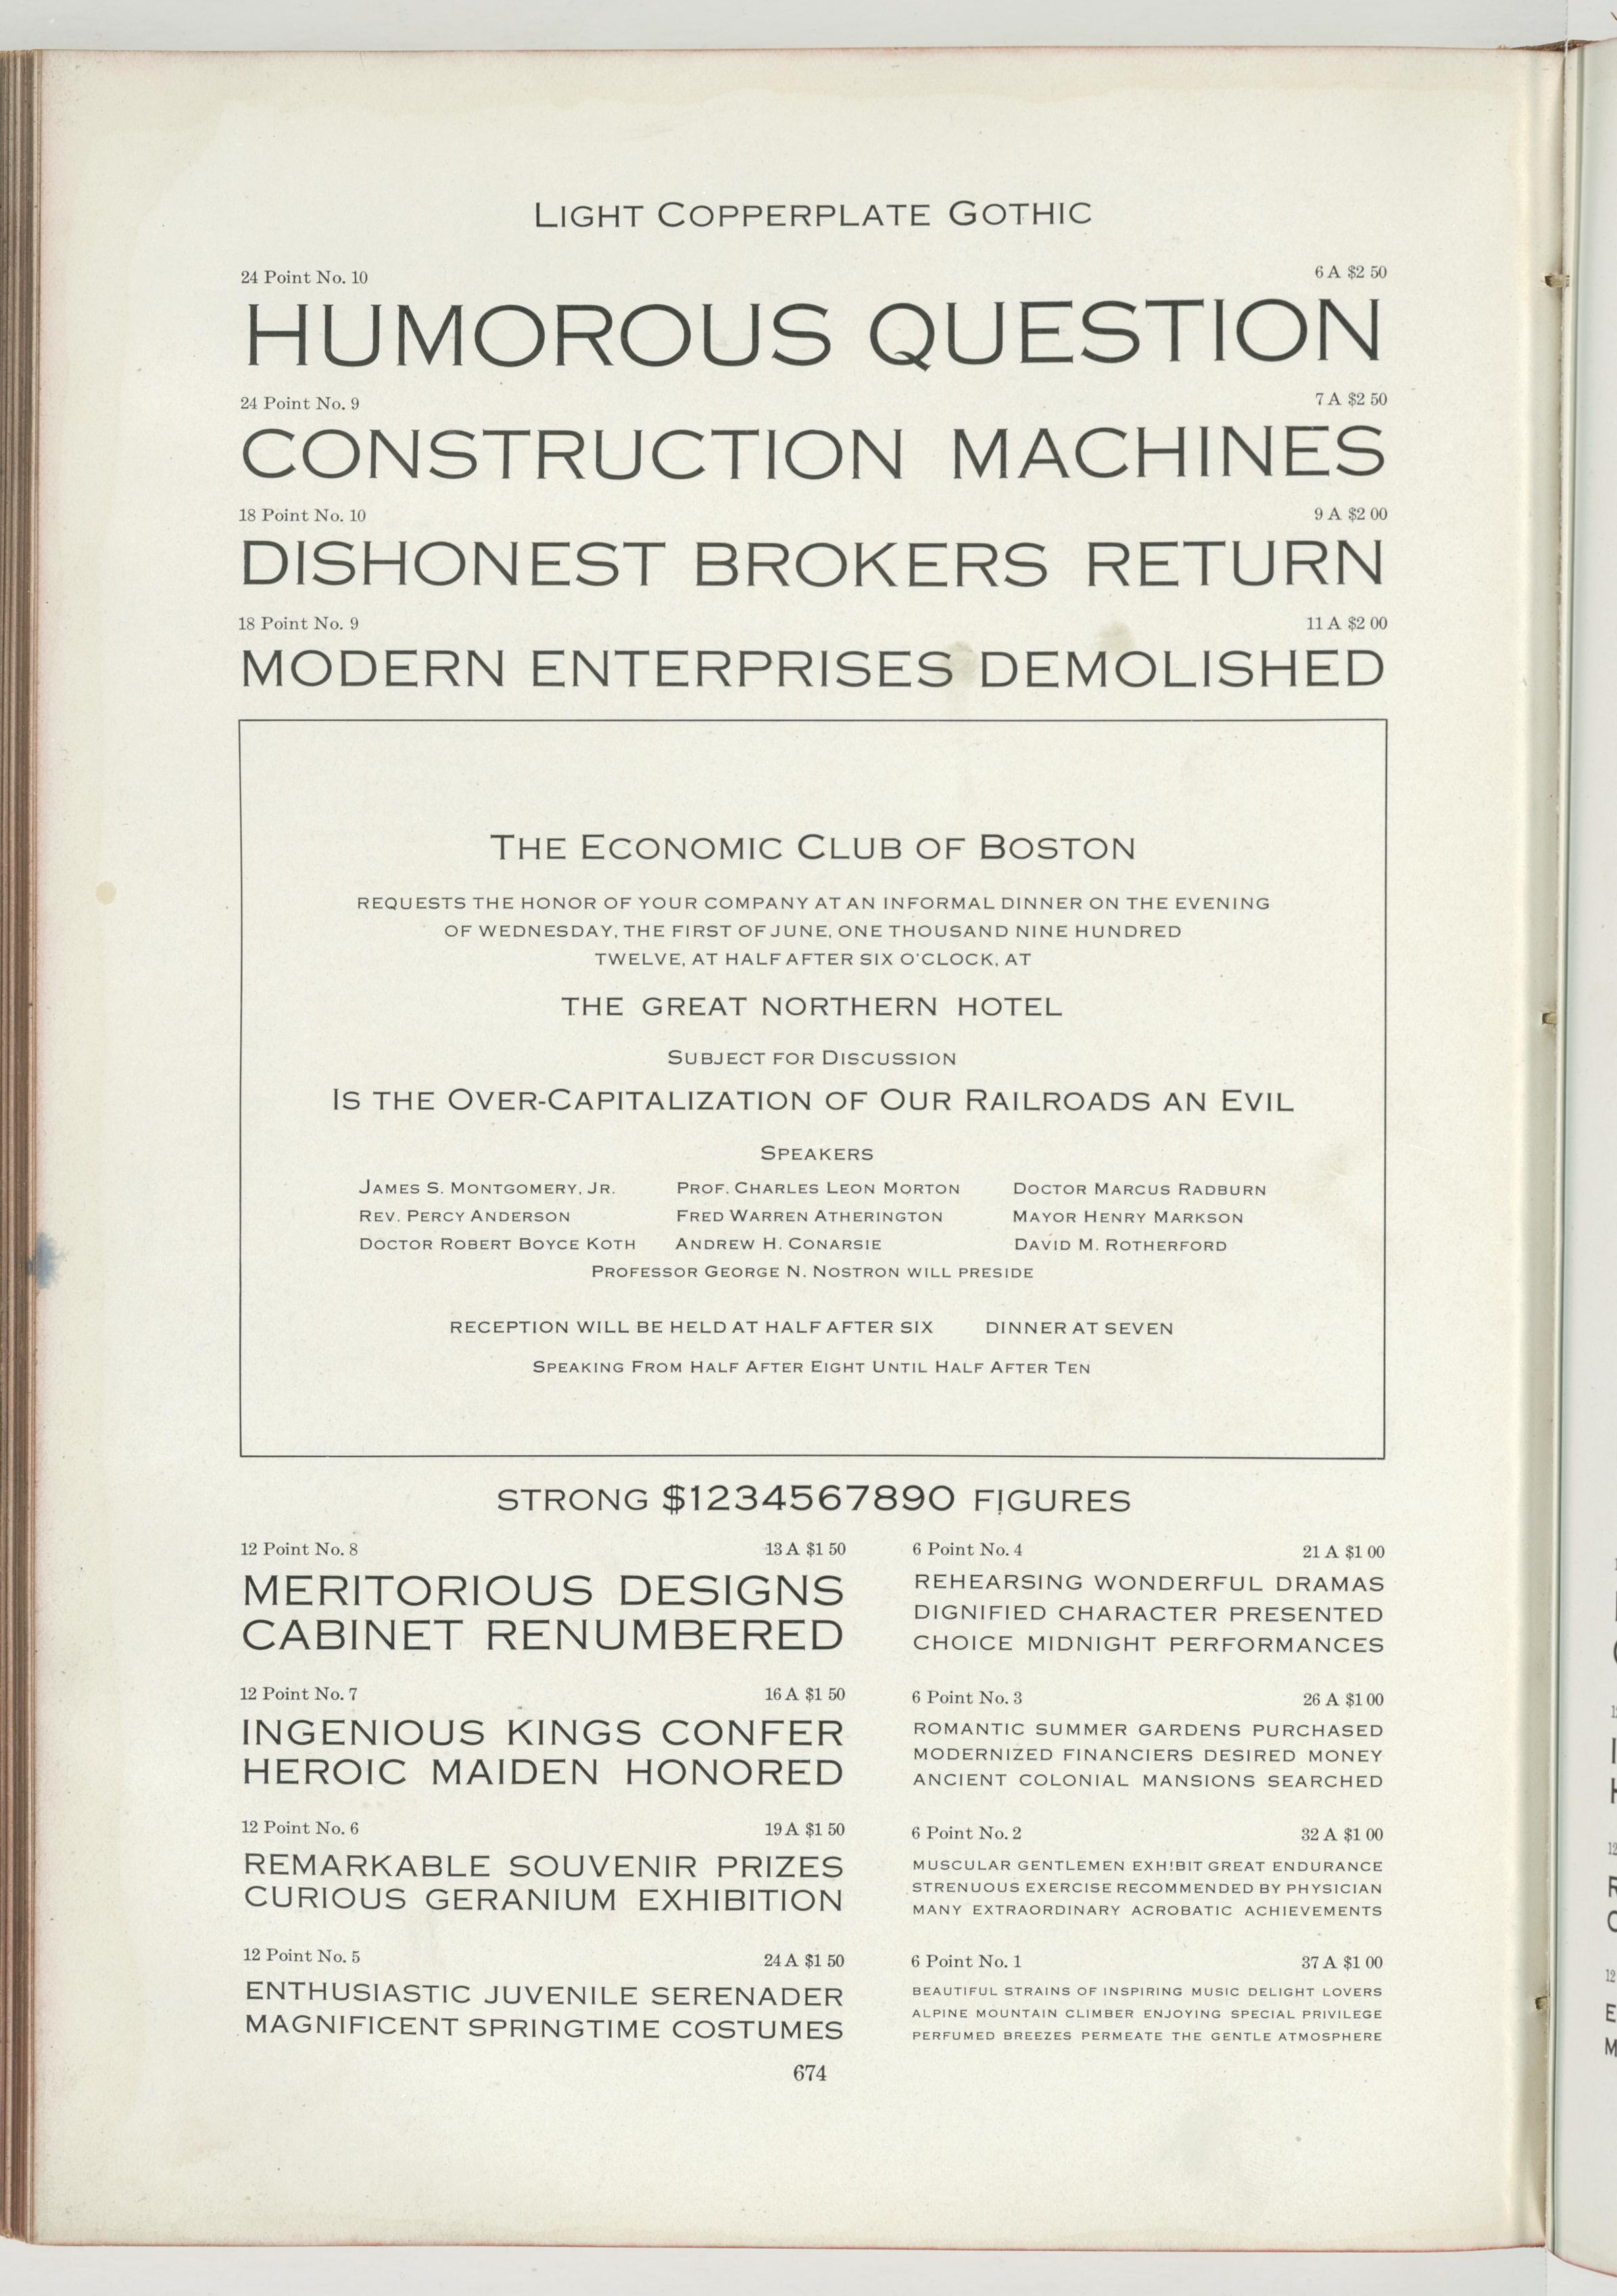 LIGHT COPPERPLATE GOTHIC
24 Point No. 10 6 A $2 50
HUMOROUS QUESTION
24 Point No. 9 7 A $2 50
CONSTRUCTION MACHINES
18 Point No. 10 9 A $2 00
DISHONEST BROKERS RETURN
18 Point No. 9 11 A $2 00
MODERN ENTERPRISES DEMOLISHED
THE ECONOMIC CLUB OF BOSTON
REQUESTS THE HONOR OF YOUR COMPANY AT AN INFORMAL DINNER ON THE EVENING
OF WEDNESDAY, THE FIRST OF JUNE, ONE THOUSAND NINE HUNDRED
TWELVE, AT HALF AFTER SIX O'CLOCK, AT
THE GREAT NORTHERN HOTEL
SUBJECT FOR DISCUSSION
IS THE OVER-CAPITALIZATION OF OUR RAILROADS AN EVIL
SPEAKERS
JAMES S. MONTGOMERY, JR. PROF. CHARLES LEON MORTON DOCTOR MARCUS RADBURN
REV. PERCY ANDERSON FRED WARREN ATHERINGTON MAYOR HENRY MARKSON
DOCTOR ROBERT BOYCE KOTH ANDREW H. CONARSIE DAVID M. ROTHERFORD
PROFESSOR GEORGE N. NOSTRON WILL PRESIDE
RECEPTION WILL BE HELD AT HALF AFTER SIX DINNER AT SEVEN
SPEAKING FROM HALF AFTER EIGHT UNTIL HALF AFTER TEN
STRONG $1234567890 FIGURES
12 Point No. 8 13 A $1 50
MERITORIOUS DESIGNS
CABINET RENUMBERED
12 Point No. 7 16 A $1 50
INGENIOUS KINGS CONFER
HEROIC MAIDEN HONORED
12 Point No. 6 19 A $1 50
REMARKABLE SOUVENIR PRIZES
CURIOUS GERANIUM EXHIBITION
12 Point No. 5 24 A $1 50
ENTHUSIASTIC JUVENILE SERENADER
MAGNIFICENT SPRINGTIME COSTUMES
6 Point No. 4 21 A $1 00
REHEARSING WONDERFUL DRAMAS
DIGNIFIED CHARACTER PRESENTED
CHOICE MIDNIGHT PERFORMANCES
6 Point No. 3 26 A $1 00
ROMANTIC SUMMER GARDENS PURCHASED
MODERNIZED FINANCIERS DESIRED MONEY
ANCIENT COLONIAL MANSIONS SEARCHED
6 Point No. 2 32 A $1 00
MUSCULAR GENTLEMEN EXH!BIT GREAT ENDURANCE
STRENUOUS EXERCISE RECOMMENDED BY PHYSICIAN
MANY EXTRAORDINARY ACROBATIC ACHIEVEMENTS
6 Point No. 1 37 A $1 00
BEAUTIFUL STRAINS OF INSPIRING MUSIC DELIGHT LOVERS
ALPINE MOUNTAIN CLIMBER ENJOYING SPECIAL PRIVILEGE
PERFUMED BREEZES PERMEATE THE GENTLE ATMOSPHERE
674